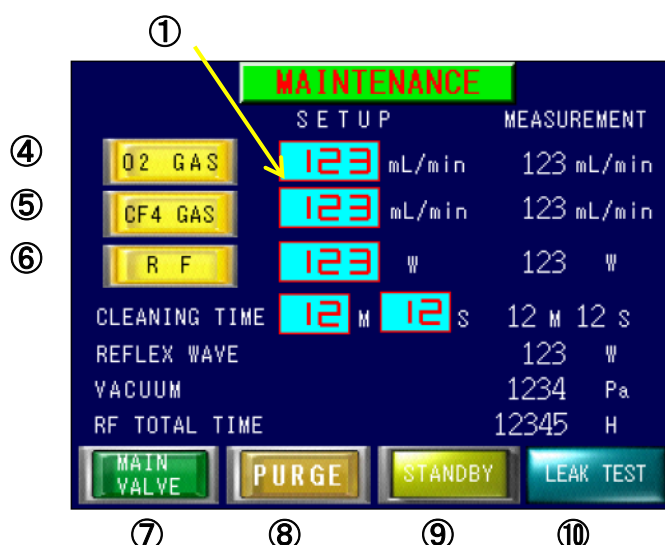 ①
MAINTENANCE
SETUP MEASUREMENT
④ O2 GAS 123 mL/min 123 mL/min
⑤ CF4 GAS 123 mL/min 123 mL/min
⑥ R F 123 W 123 W
CLEANING TIME 12 M 12 S 12 M 12 S
REFLEX WAVE 123 W
VACUUM 1234 Pa
RF TOTAL TIME 12345 H
MAIN VALVE PURGE STANDBY LEAK TEST
⑦ ⑧ ⑨ ⑩